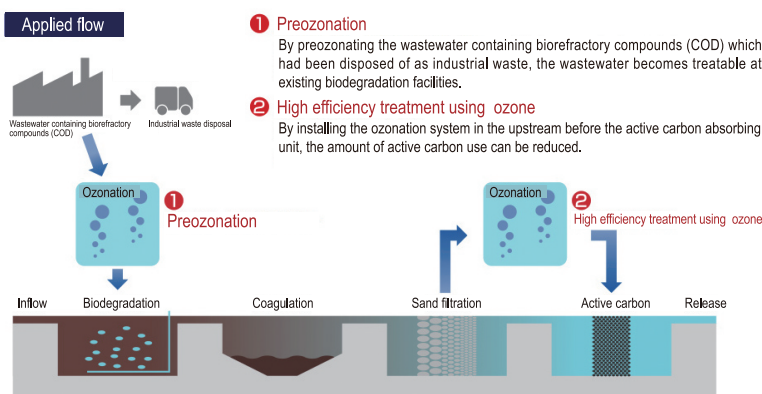 Applied flow
1 Preozonation
By preozonating the wastewater containing biorefractory compounds (COD) which
had been disposed of as industrial waste, the wastewater becomes treatable at
existing biodegradation facilities.
2 High efficiency treatment using ozone
By installing the ozonation system in the upstream before the active carbon absorbing
unit, the amount of active carbon use can be reduced.
Wastewater containing biorefractory
compounds (COD)
Industrial waste disposal
Ozonation
1
Preozonation
Ozonation
2
High efficiency treatment using ozone
Inflow
Biodegradation
Coagulation
Sand filtration
Active carbon
Release